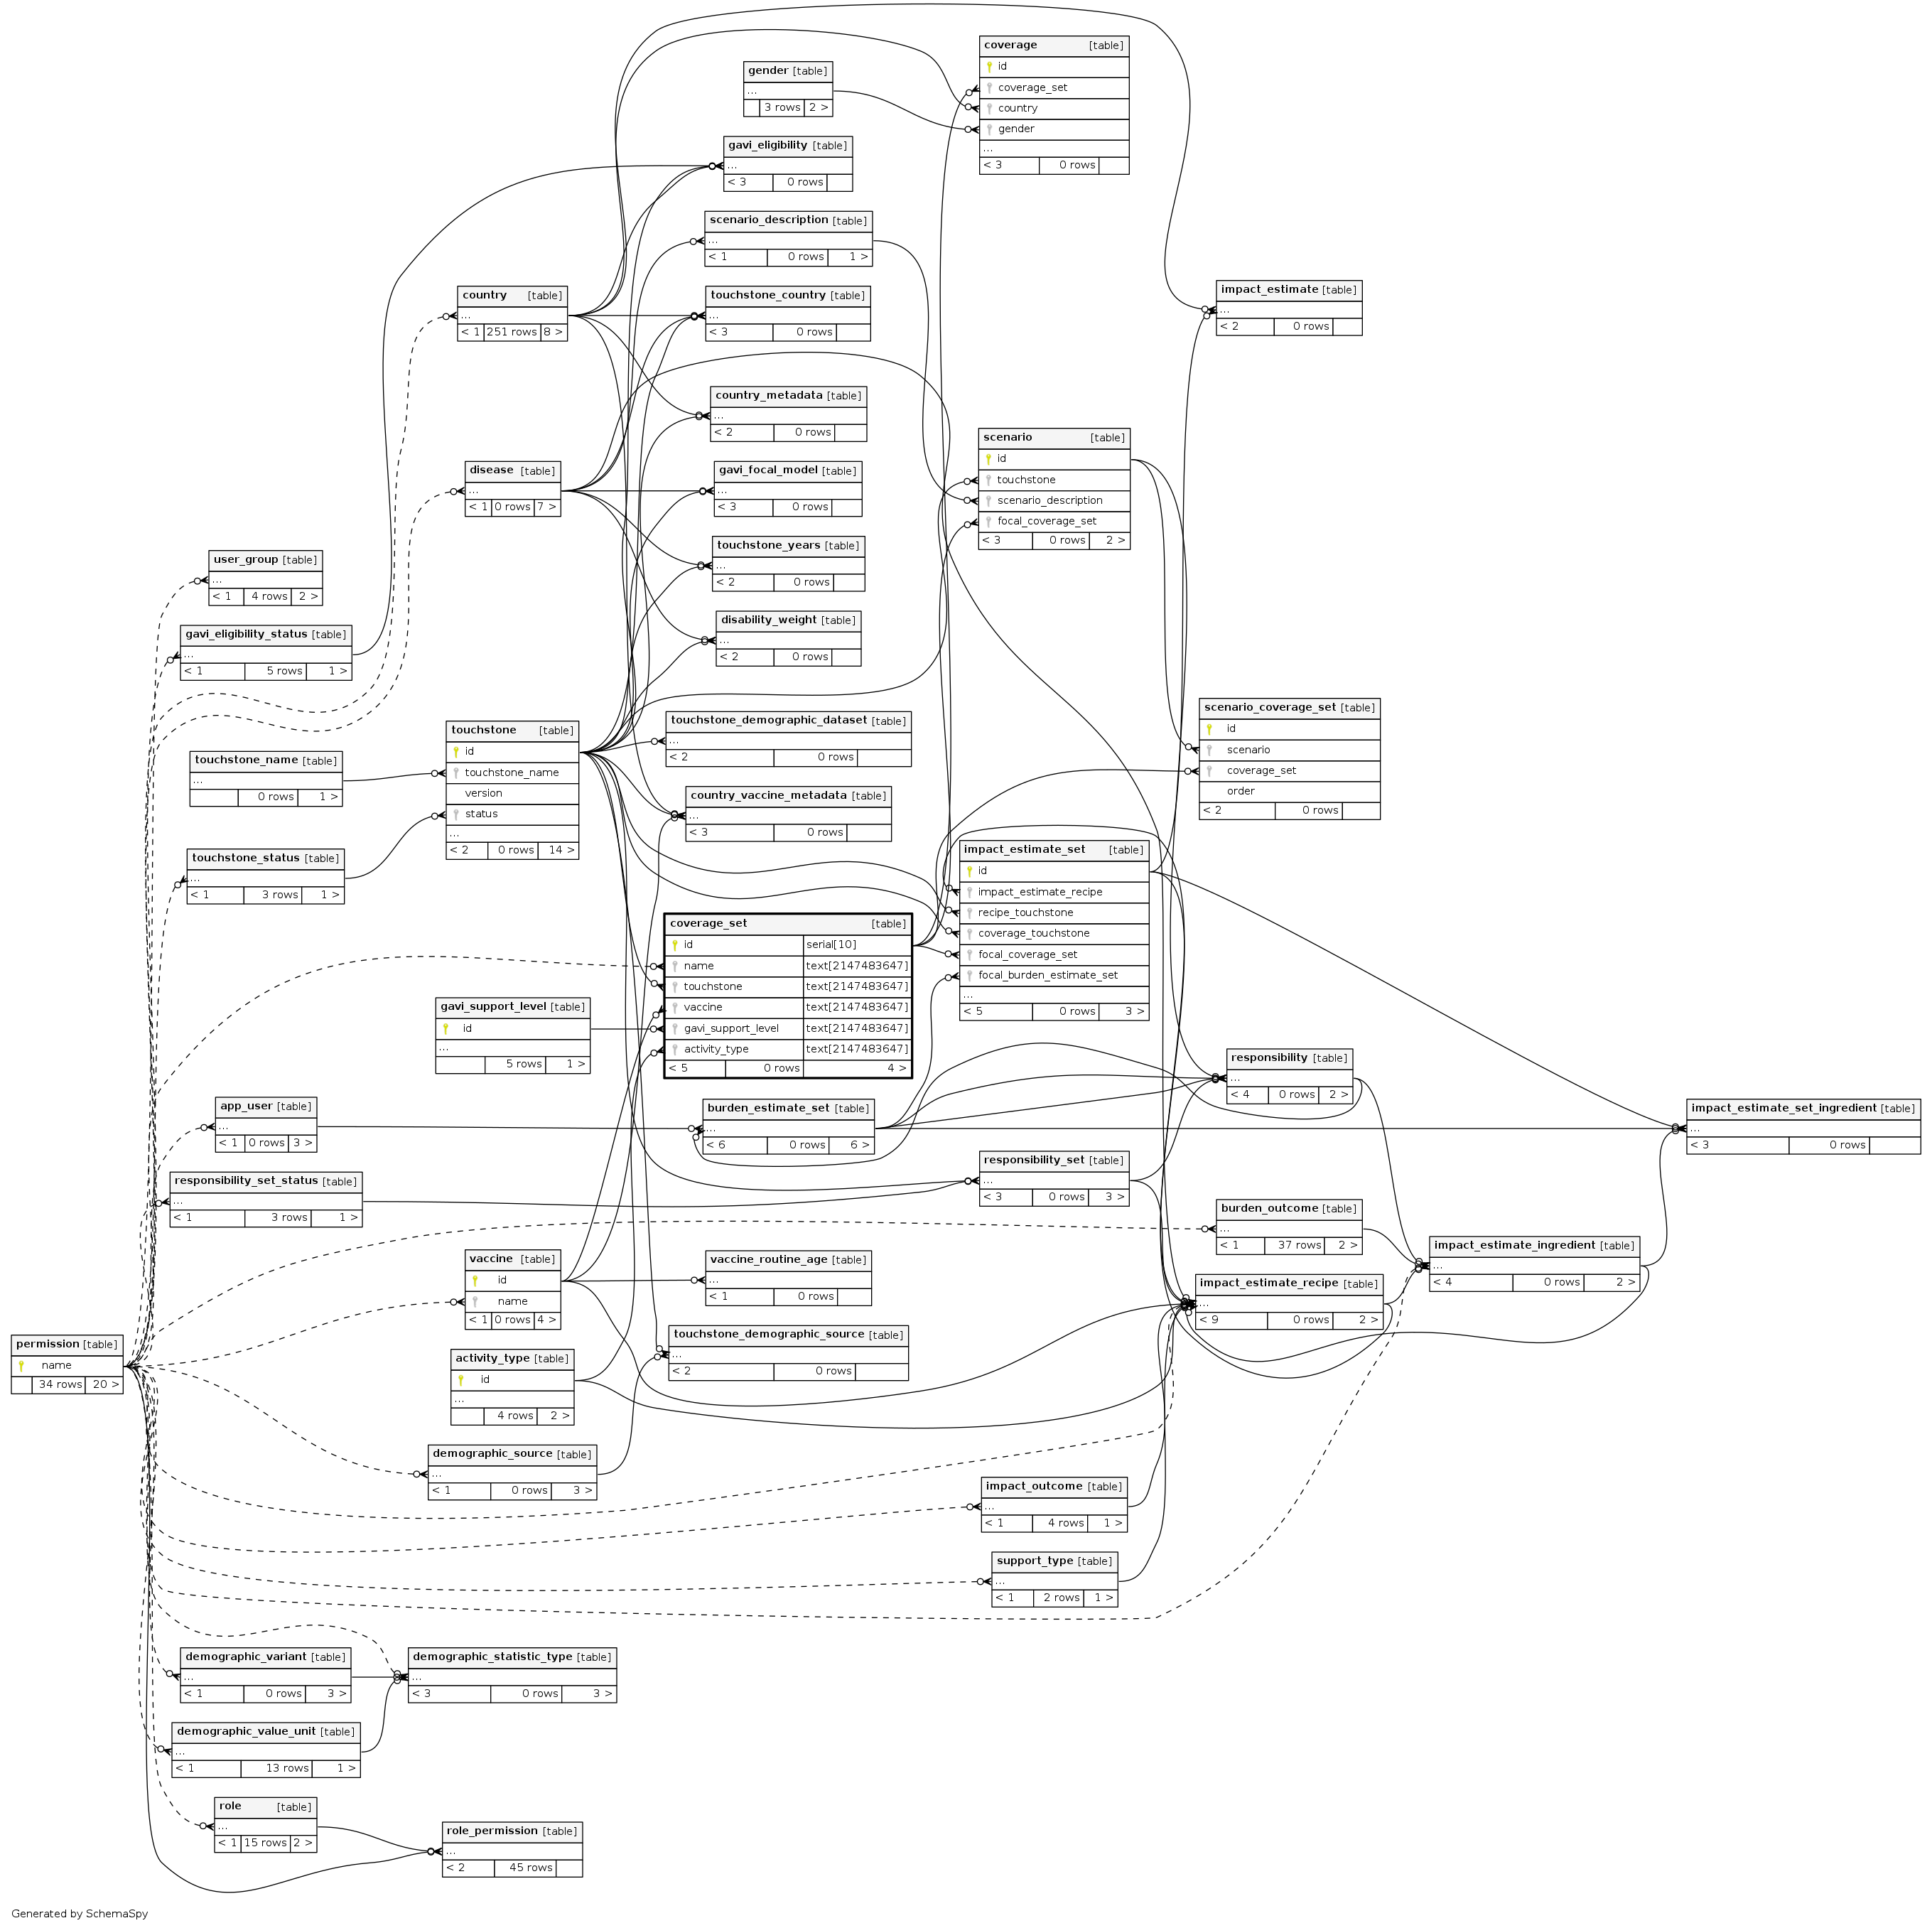 coverage [table]
id
coverage_set
country
gender
...
< 3 0 rows
gender [table]
...
3 rows 2 >
gavi_eligibility [table]
...
< 3 0 rows
scenario_description [table]
...
< 1 0 rows 1 >
country [table]
...
< 1 251 rows 8 >
touchstone_country [table]
...
< 3 0 rows
impact_estimate [table]
...
< 2 0 rows
country_metadata [table]
...
< 2 0 rows
scenario [table]
id
touchstone
scenario_description
focal_coverage_set
< 3 0 rows 2 >
disease [table]
...
< 1 0 rows 7 >
gavi_focal_model [table]
...
< 3 0 rows
touchstone_years [table]
...
< 2 0 rows
user_group [table]
...
< 1 4 rows 2 >
disability_weight [table]
...
< 2 0 rows
gavi_eligibility_status [table]
...
< 1 5 rows 1 >
scenario_coverage_set [table]
id
scenario
coverage_set
order
< 2 0 rows
touchstone_demographic_dataset [table]
...
< 2 0 rows
touchstone [table]
id
touchstone_name
version
status
...
< 2 0 rows 14 >
touchstone_name [table]
...
0 rows 1 >
country_vaccine_metadata [table]
...
< 3 0 rows
touchstone_status [table]
...
< 1 3 rows 1 >
impact_estimate_set [table]
id
impact_estimate_recipe
recipe_touchstone
coverage_touchstone
focal_coverage_set
focal_burden_estimate_set
...
< 5 0 rows 3 >
coverage_set [table]
id serial[10]
name text[2147483647]
touchstone text[2147483647]
vaccine text[2147483647]
gavi_support_level text[2147483647]
activity_type text[2147483647]
< 5 0 rows 4 >
gavi_support_level [table]
id
...
5 rows 1 >
responsibility [table]
...
< 4 0 rows 2 >
app_user [table]
...
< 1 0 rows 3 >
burden_estimate_set [table]
...
< 6 0 rows 6 >
impact_estimate_set_ingredient [table]
...
< 3 0 rows
responsibility_set [table]
...
< 3 0 rows 3 >
responsibility_set_status [table]
...
< 1 3 rows 1 >
burden_outcome [table]
...
< 1 37 rows 2 >
impact_estimate_ingredient [table]
...
< 4 0 rows 2 >
vaccine [table]
id
name
< 1 0 rows 4 >
vaccine_routine_age [table]
...
< 1 0 rows
impact_estimate_recipe [table]
...
< 9 0 rows 2 >
touchstone_demographic_source [table]
...
< 2 0 rows
permission [table]
name
34 rows 20 >
activity_type [table]
id
...
4 rows 2 >
demographic_source [table]
...
< 1 0 rows 3 >
impact_outcome [table]
...
< 1 4 rows 1 >
support_type [table]
...
< 1 2 rows 1 >
demographic_variant [table]
...
< 1 0 rows 3 >
demographic_statistic_type [table]
...
< 3 0 rows 3 >
demographic_value_unit [table]
...
< 1 13 rows 1 >
role [table]
...
< 1 15 rows 2 >
role_permission [table]
...
< 2 45 rows
Generated by SchemaSpy